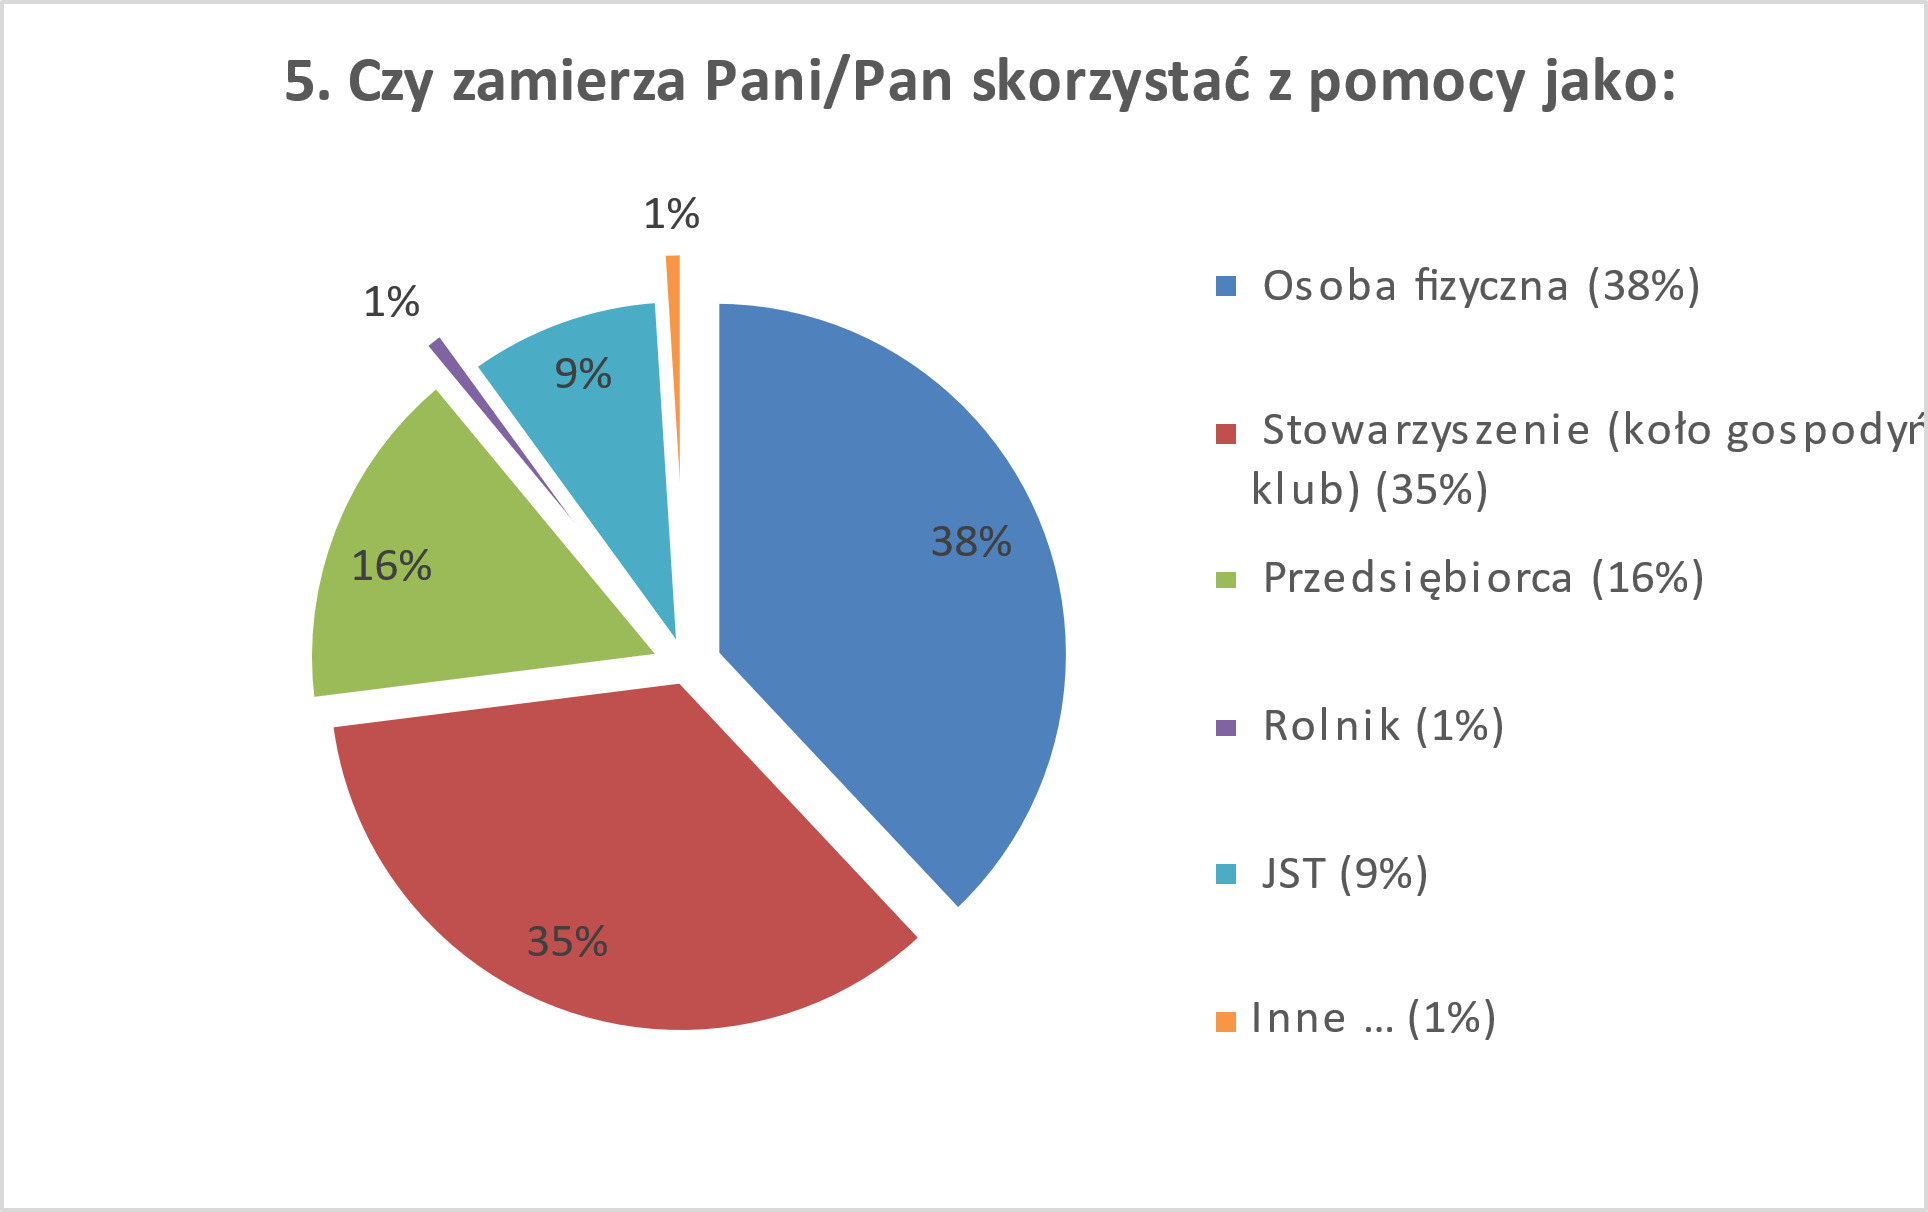 5. Czy zamierza Pani/Pan skorzystać z pomocy jako:
1%
1%
9%
38%
16%
35%
Osoba fizyczna (38%)
Stowarzyszenie (koło gospodyń
klub) (35%)
Przedsiębiorca (16%)
Rolnik (1%)
JST (9%)
Inne ... (1%)